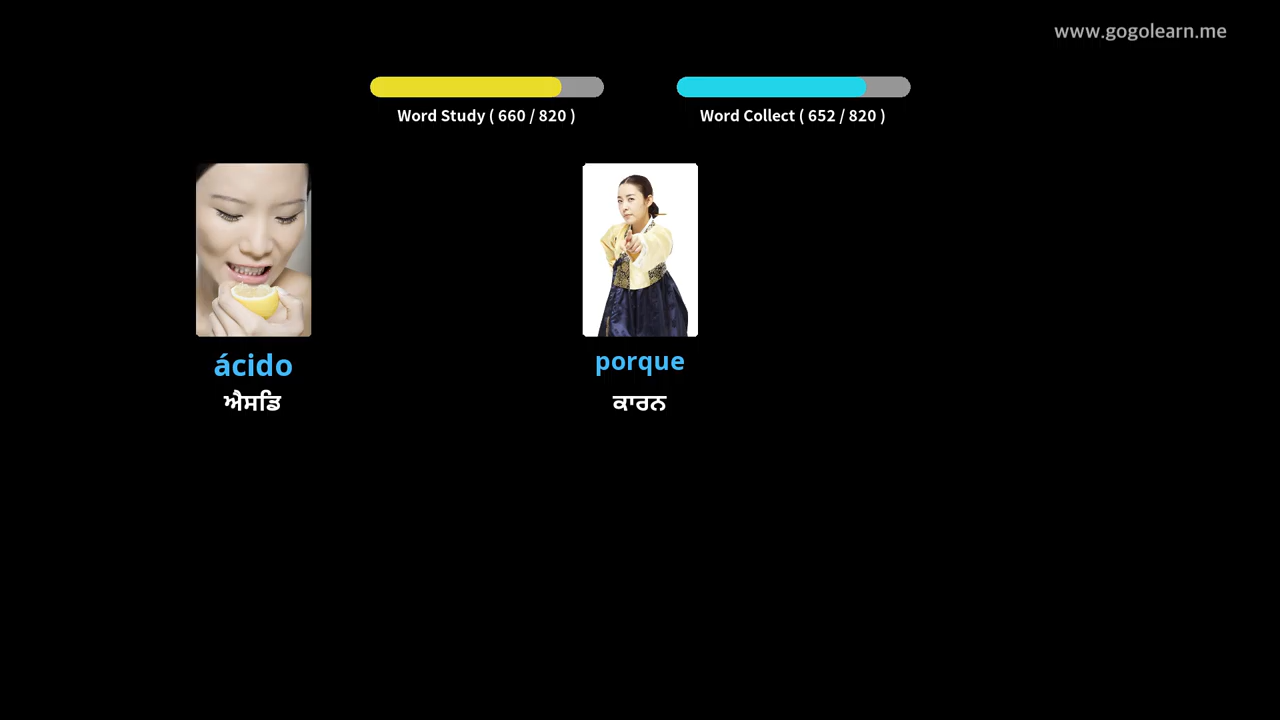 www.gogolearn.me
Word Study ( 660 / 820 )
Word Collect ( 652 / 820 )
ácido
ਐਸਡਿ
porque
ਕਾਰਨ